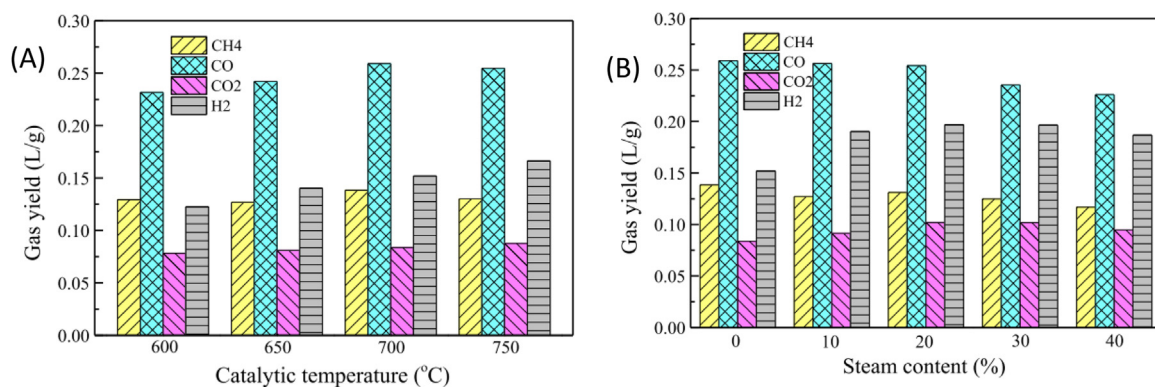 (A)
0.30
0.25
0.20
0.15
0.10
0.05
0.00
Gas yield (L/g)
CH4
CO
CO2
H2
600 650 700 750
Catalytic temperature (°C)
(B)
0.30
0.25
0.20
0.15
0.10
0.05
0.00
Gas yield (L/g)
CH4
CO
CO2
H2
0 10 20 30 40
Steam content (%)